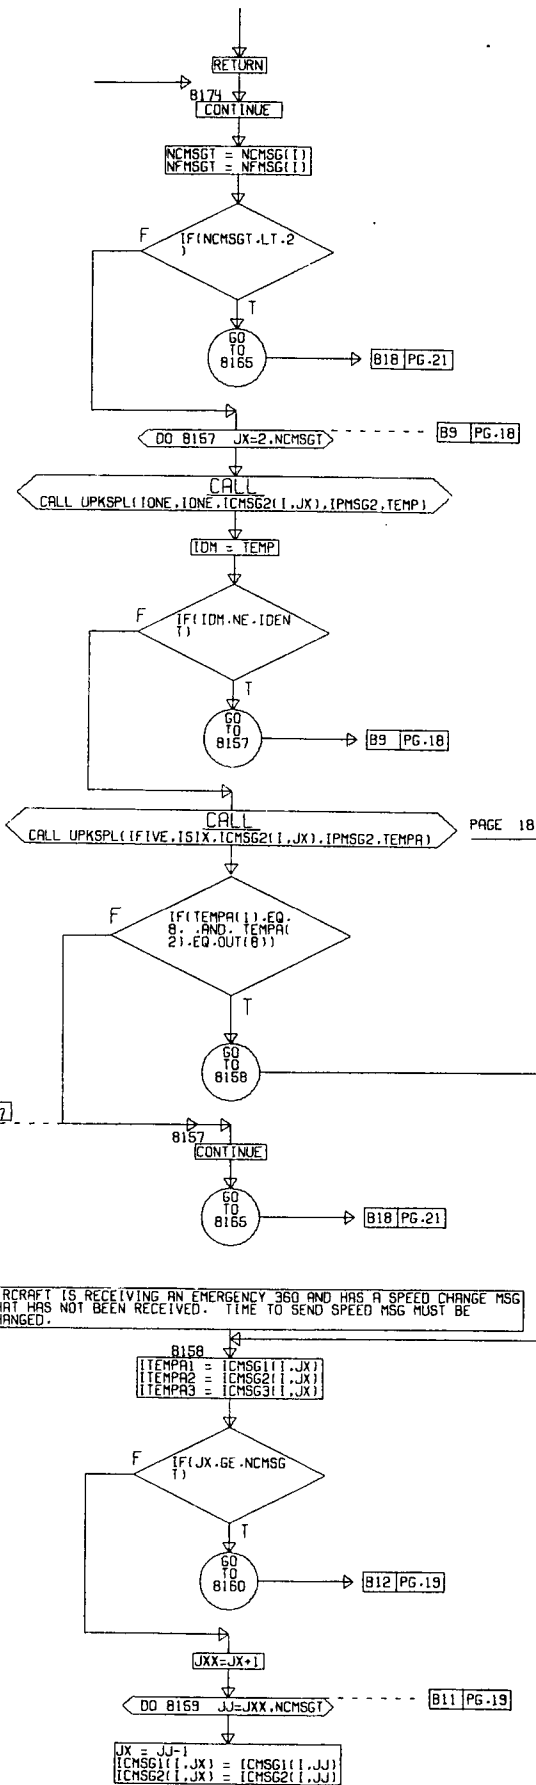 RETURN
8174
CONTINUE
NCMSGT = NCMSG(I)
NFMSGT = NFMSG(I)
F
IF(NCMSGT.LT.2
)
T
GO
TO
8165
B18 PG.21
DO 8157 JX=2,NCMSGT
B9 PG.18
CALL
CALL UPKSPL(IONE,IONE,ICMSG2(I,JX),IPMSG2,TEMP)
IDM = TEMP
F
IF(IDM.NE.IDEN
T)
T
GO
TO
8157
B9 PG.18
CALL
CALL UPKSPL(IFIVE,ISIX,ICMSG2(I,JX),IPMSG2,TEMPA)
PAGE 18
F
IF(TEMPA(1).EQ.
8. .AND. TEMPA(
2).EQ.OUT(8))
T
GO
TO
8158
8157
CONTINUE
GO
TO
8165
B18 PG.21
RCRAFT IS RECEIVING AN EMERGENCY 360 AND HAS A SPEED CHANGE MSG
HAT HAS NOT BEEN RECEIVED. TIME TO SEND SPEED MSG MUST BE
HANGED.
8158
ITEMPA1 = ICMSG1(I,JX)
ITEMPA2 = ICMSG2(I,JX)
ITEMPA3 = ICMSG3(I,JX)
F
IF(JX.GE.NCMSG
T)
T
GO
TO
8160
B12 PG.19
JXX=JX+1
DO 8159 JJ=JXX,NCMSGT
B11 PG.19
JX = JJ-1
ICMSG1(I,JX) = ICMSG1(I,JJ)
ICMSG2(I,JX) = ICMSG2(I,JJ)